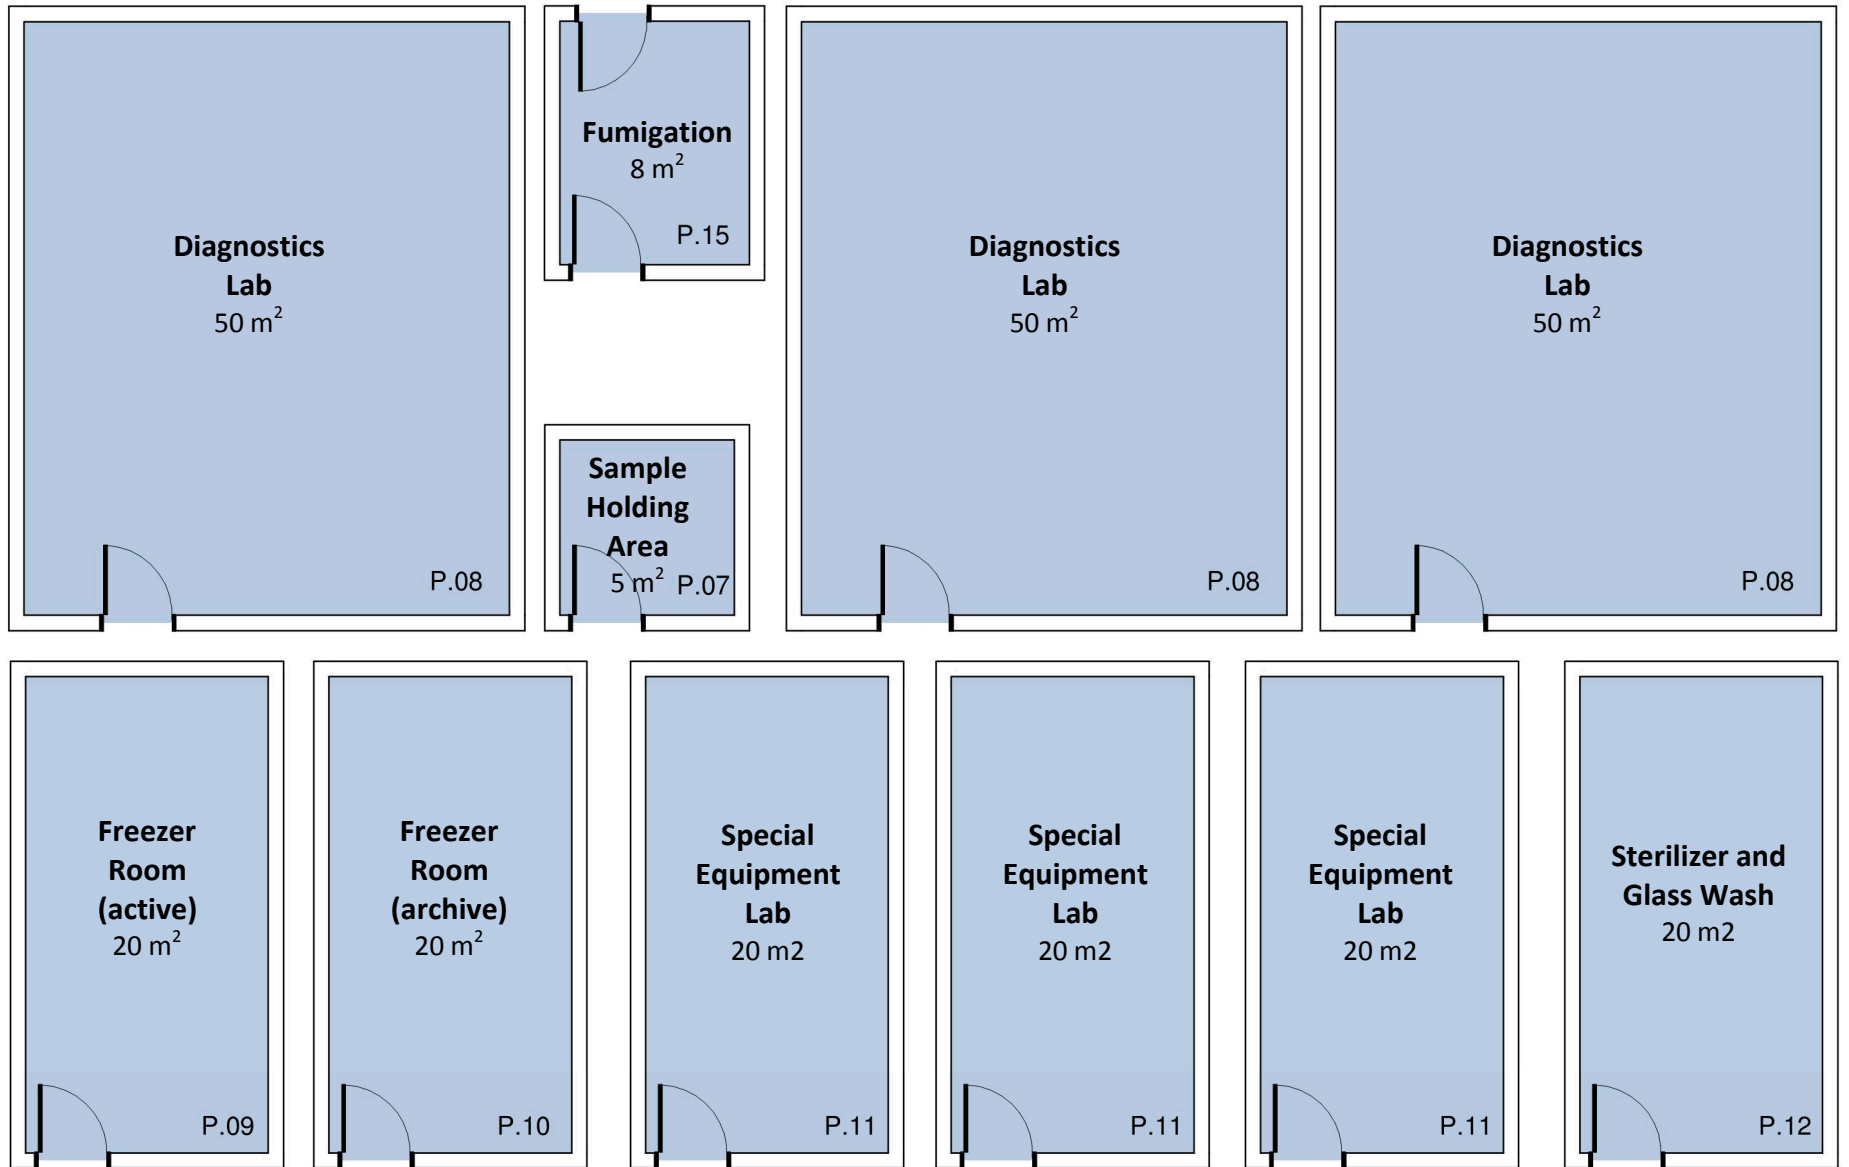 Diagnostics
Lab
50 m²
P.08
Fumigation
8 m²
P.15
Sample
Holding
Area
5 m²
P.07
Diagnostics
Lab
50 m²
P.08
Diagnostics
Lab
50 m²
P.08
Freezer
Room
(active)
20 m²
P.09
Freezer
Room
(archive)
20 m²
P.10
Special
Equipment
Lab
20 m2
P.11
Special
Equipment
Lab
20 m2
P.11
Special
Equipment
Lab
20 m2
P.11
Sterilizer and
Glass Wash
20 m2
P.12